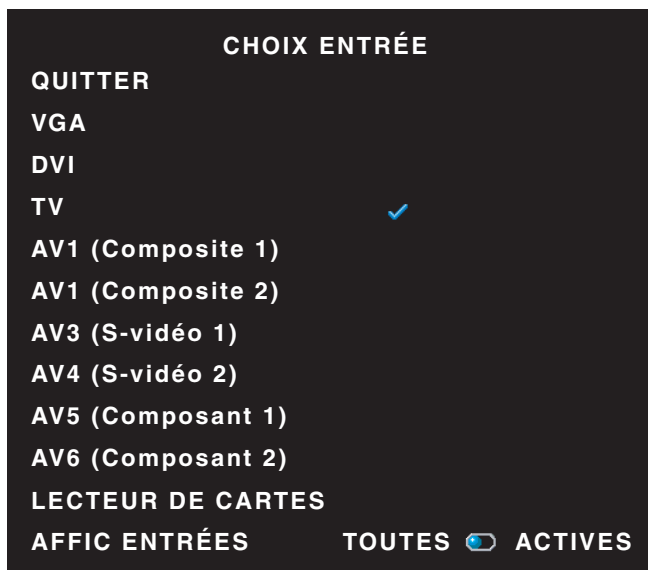 CHOIX ENTRÉE
QUITTER
VGA
DVI
TV
AV1 (Composite 1)
AV1 (Composite 2)
AV3 (S-vidéo 1)
AV4 (S-vidéo 2)
AV5 (Composant 1)
AV6 (Composant 2)
LECTEUR DE CARTES
AFFIC ENTRÉES TOUTES ACTIVES